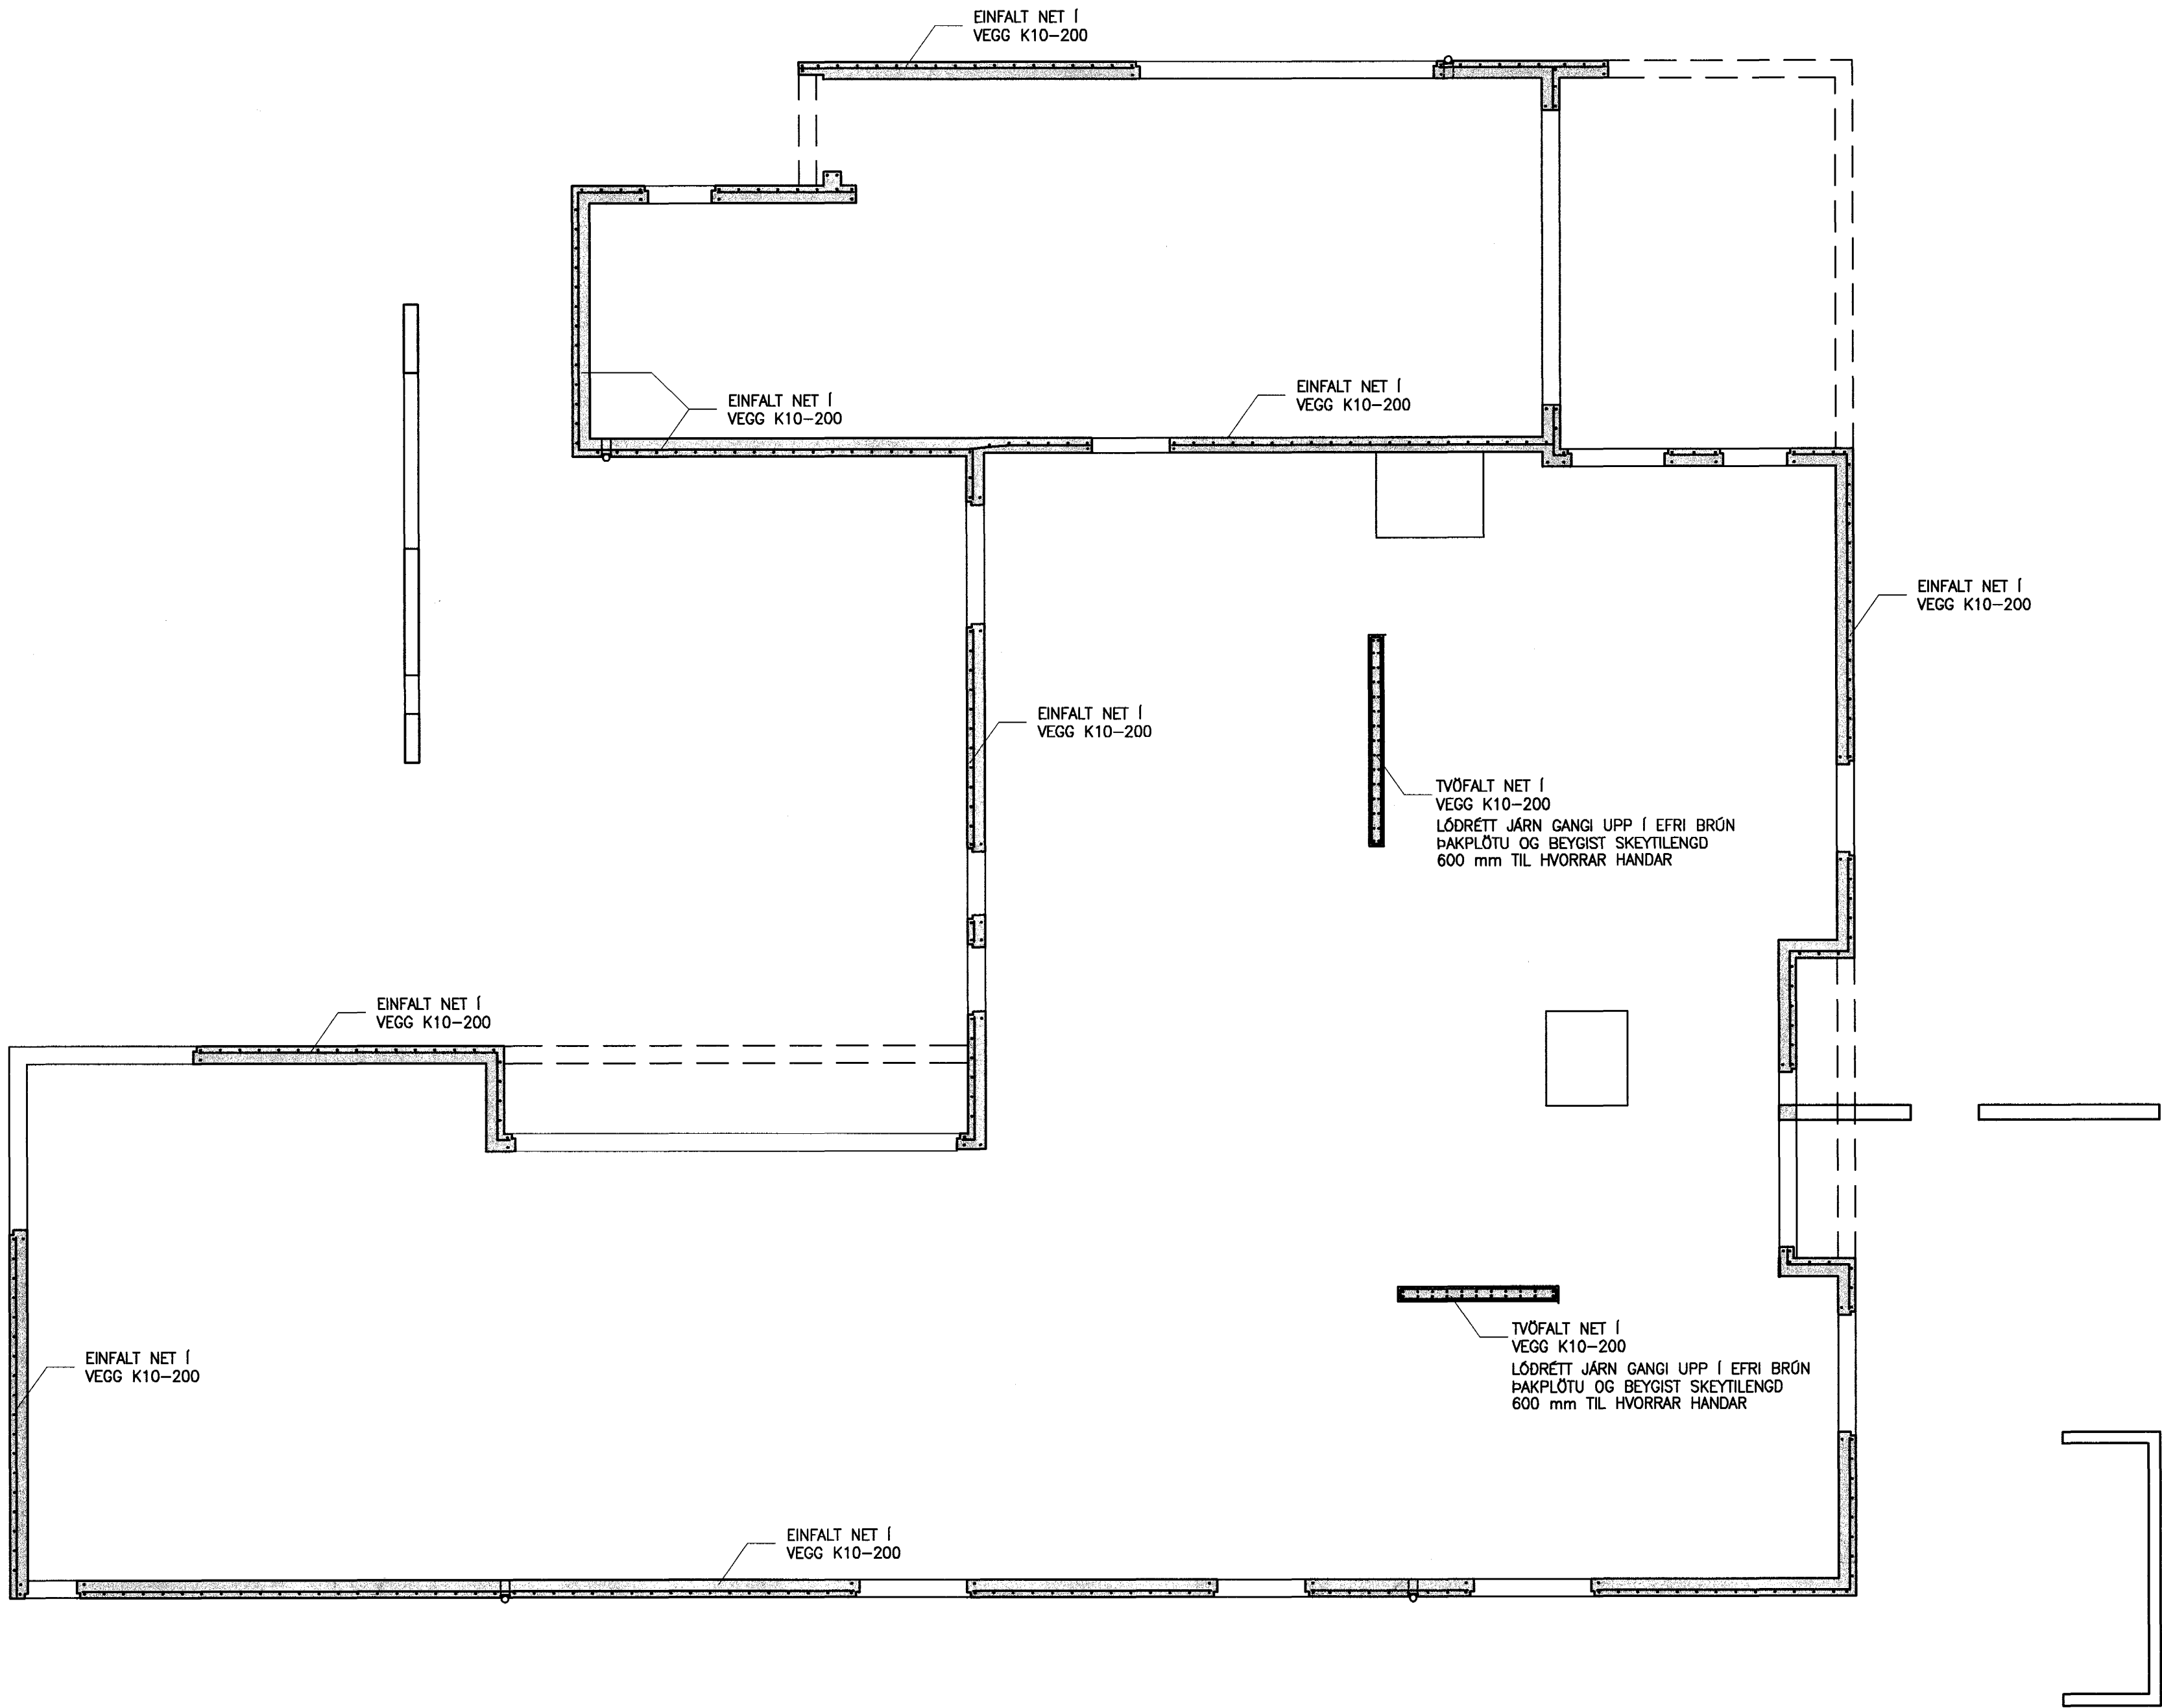 EINFALT NET Í
VEGG K10-200
EINFALT NET Í
VEGG K10-200
EINFALT NET Í
VEGG K10-200
EINFALT NET Í
VEGG K10-200
EINFALT NET Í
VEGG K10-200
TVÖFALT NET Í
VEGG K10-200
LÓÐRÉTT JÁRN GANGI UPP Í EFRI BRÚN
ÞAKPLÖTU OG BEYGIST SKEYTILENGD
600 mm TIL HVORRAR HANDAR
EINFALT NET Í
VEGG K10-200
TVÖFALT NET Í
VEGG K10-200
LÓÐRÉTT JÁRN GANGI UPP Í EFRI BRÚN
ÞAKPLÖTU OG BEYGIST SKEYTILENGD
600 mm TIL HVORRAR HANDAR
EINFALT NET Í
VEGG K10-200
EINFALT NET Í
VEGG K10-200